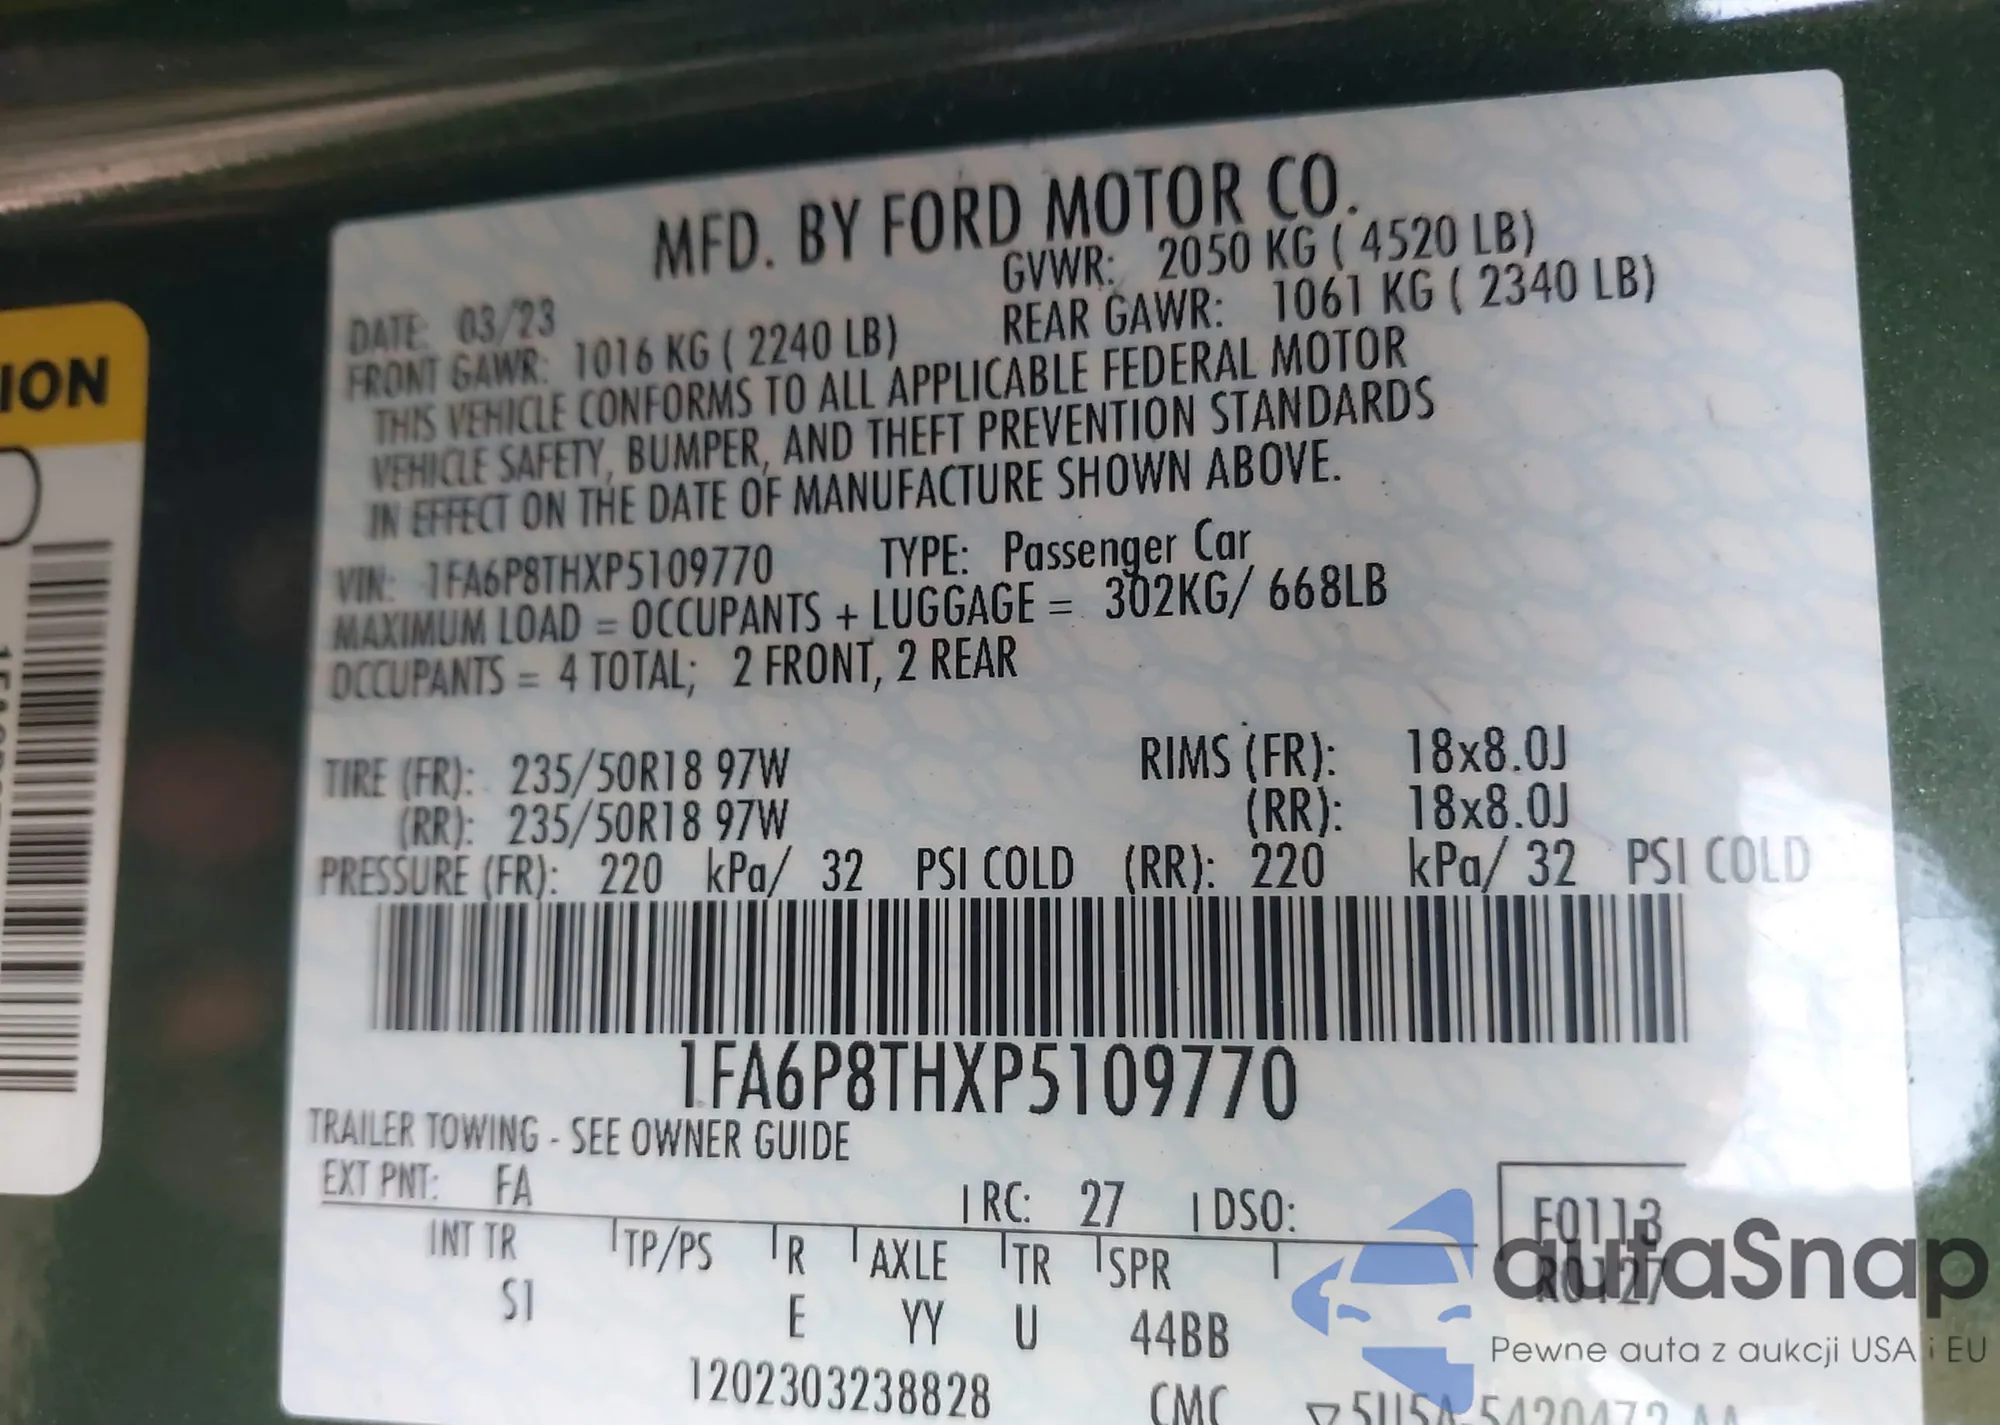 MFD. BY FORD MOTOR CO.
DATE: 03/23 GVWR: 2050 KG ( 4520 LB)
FRONT GAWR: 1016 KG ( 2240 LB) REAR GAWR: 1061 KG ( 2340 LB)
THIS VEHICLE CONFORMS TO ALL APPLICABLE FEDERAL MOTOR
VEHICLE SAFETY, BUMPER, AND THEFT PREVENTION STANDARDS
IN EFFECT ON THE DATE OF MANUFACTURE SHOWN ABOVE.
VIN: 1FA6P8THXP5109770 TYPE: Passenger Car
MAXIMUM LOAD = OCCUPANTS + LUGGAGE = 302KG/ 668LB
OCCUPANTS = 4 TOTAL; 2 FRONT, 2 REAR
TIRE (FR): 235/50R18 97W RIMS (FR): 18x8.0J
(RR): 235/50R18 97W (RR): 18x8.0J
PRESSURE (FR): 220 kPa/ 32 PSI COLD (RR): 220 kPa/ 32 PSI COLD
1FA6P8THXP5109770
TRAILER TOWING - SEE OWNER GUIDE
EXT PNT: FA RC: 27 DSO:
F0113
R0127
INT TR TP/PS R AXLE TR SPR
S1 E YY U 44BB
1202303238828 CMC
ION
autaSnap
Pewne auta z aukcji USA i EU